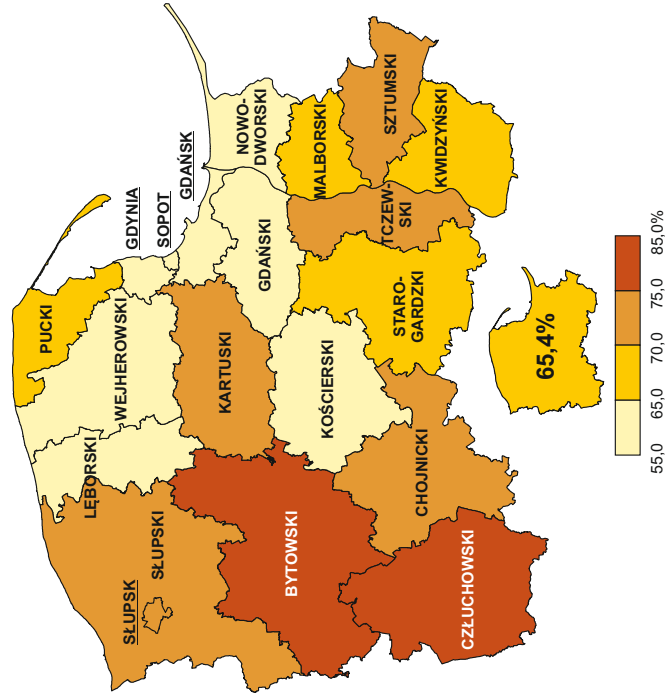 PUCKI
GDYNIA
SOPOT
GDAŃSK
WEJHEROWSKI
LĘBORSKI
SŁUPSK
SŁUPSKI
KARTUSKI
GDAŃSKI
NOWO-
DWORSKI
MALBORSKI
SZTUMSKI
KWIDZYŃSKI
TCZEW-
SKI
STARO-
GARDZKI
KOŚCIERSKI
BYTOWSKI
CHOJNICKI
CZŁUCHOWSKI
65,4%
55,0 65,0 70,0 75,0 85,0%